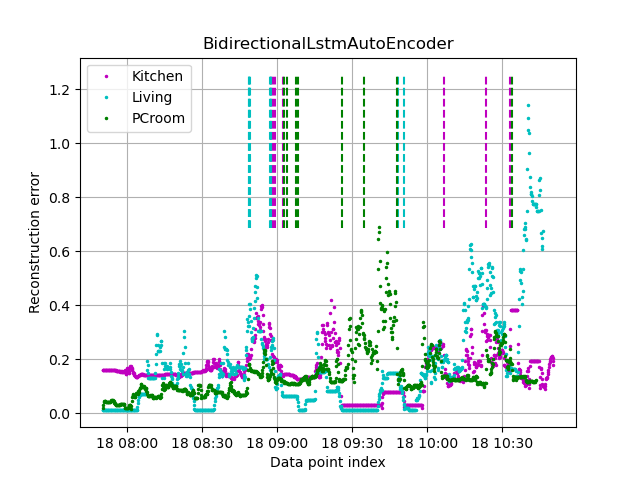 BidirectionalLstmAutoEncoder
Kitchen
Living
PCroom
Reconstruction error
1.2
1.0
0.8
0.6
0.4
0.2
0.0
18 08:00 18 08:30 18 09:00 18 09:30 18 10:00 18 10:30
Data point index